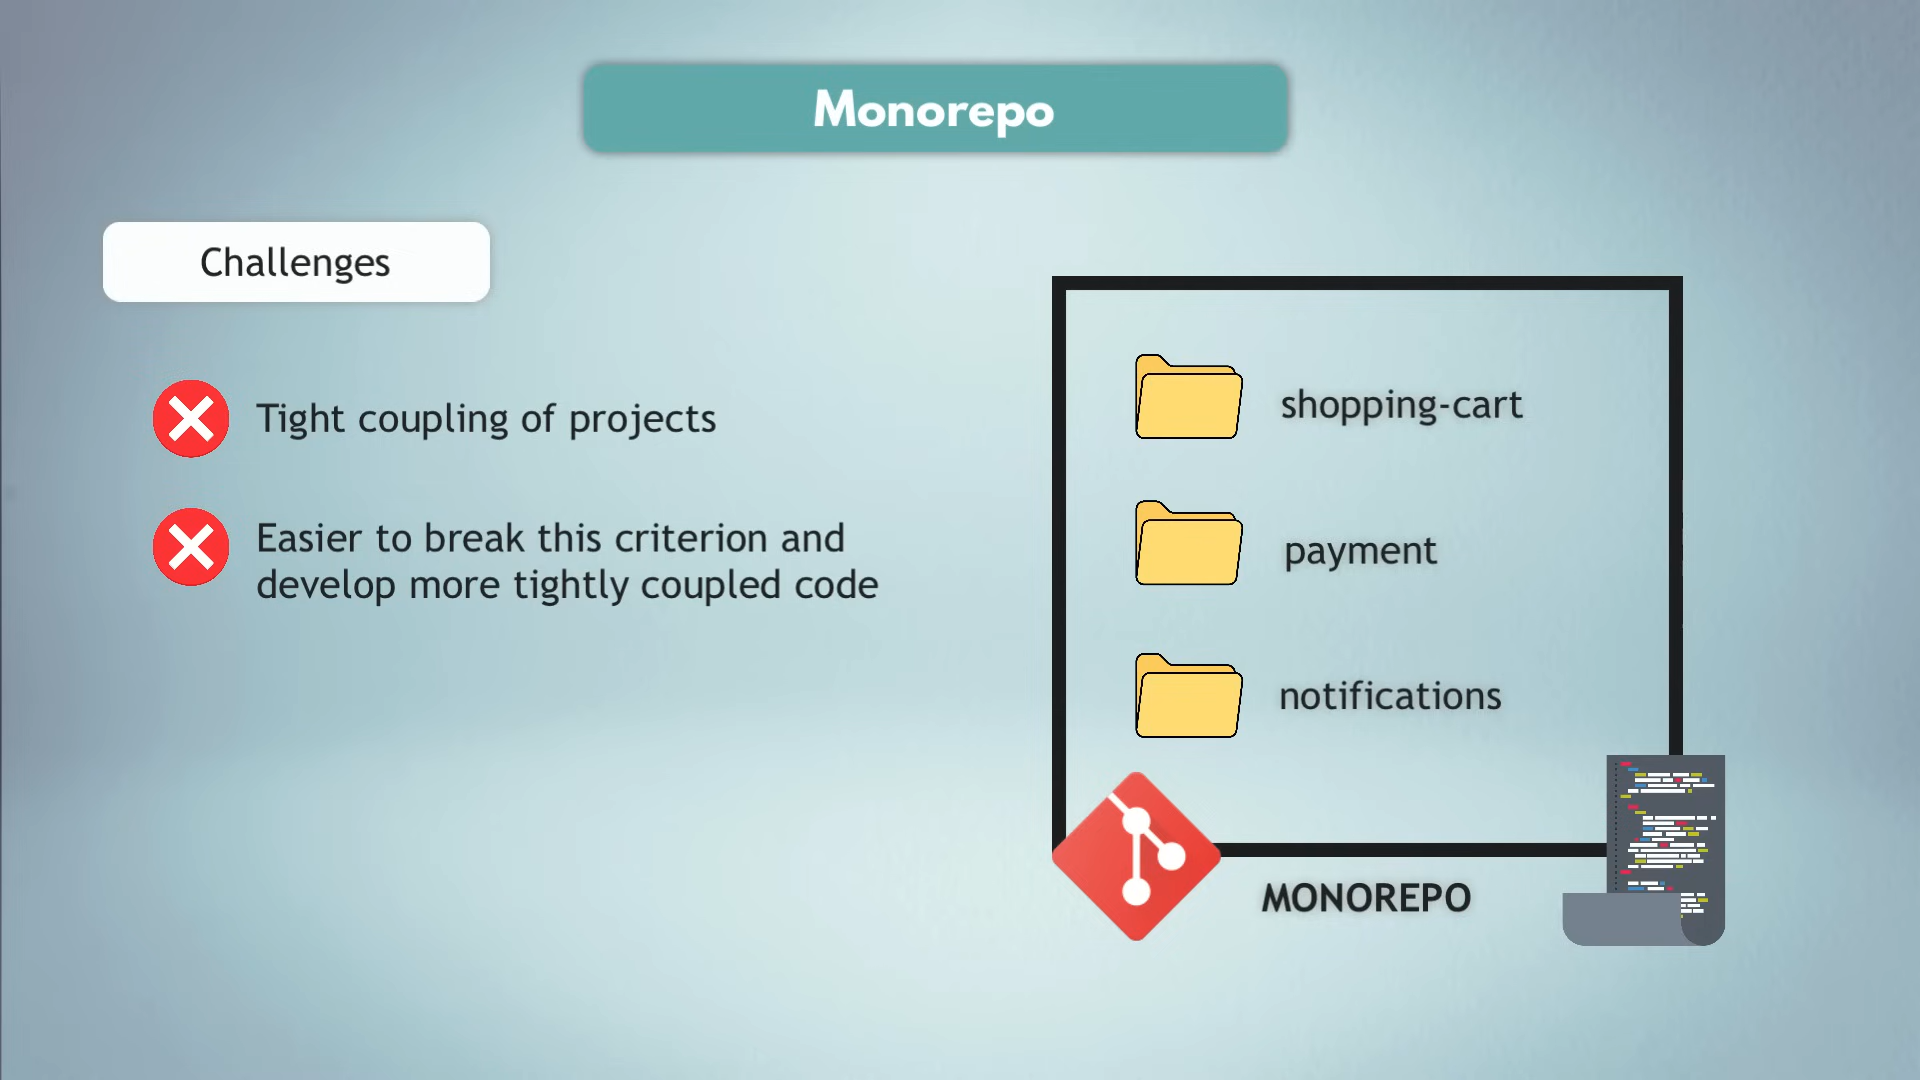 Monorepo
Challenges
Tight coupling of projects
Easier to break this criterion and
develop more tightly coupled code
shopping-cart
payment
notifications
MONOREPO